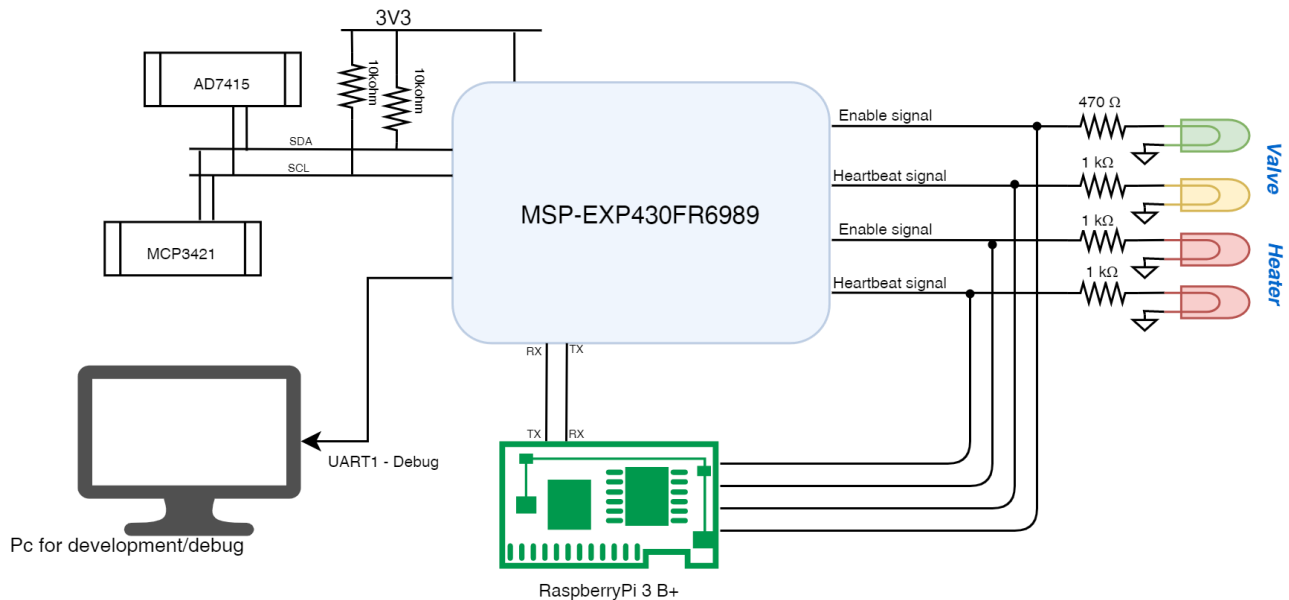 3V3
AD7415
10kohm
10kohm
SDA
SCL
MCP3421
MSP-EXP430FR6989
Enable signal
470 Ω
Heartbeat signal
1 kΩ
Valve
Enable signal
1 kΩ
Heartbeat signal
1 kΩ
Heater
RX
TX
TX
RX
UART1 - Debug
Pc for development/debug
RaspberryPi 3 B+